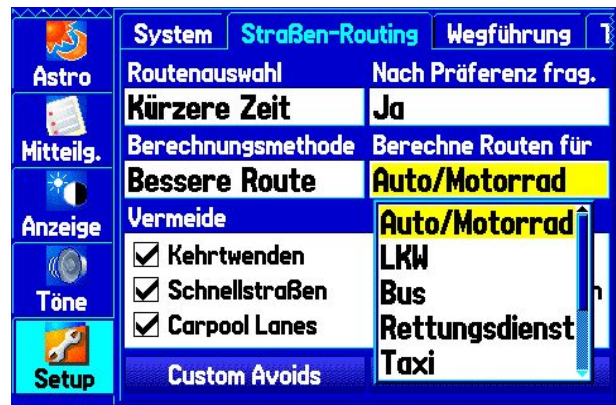 System
Straßen-Routing
Wegführung
Astro
Mitteilg.
Anzeige
Töne
Setup
Routenauswahl
Nach Präferenz frag.
Kürzere Zeit
Ja
Berechnungsmethode
Berechne Routen für
Bessere Route
Auto/Motorrad
Vermeide
Kehrtwenden
Schnellstraßen
Carpool Lanes
Custom Avoids
Auto/Motorrad
LKW
Bus
Rettungsdienst
Taxi